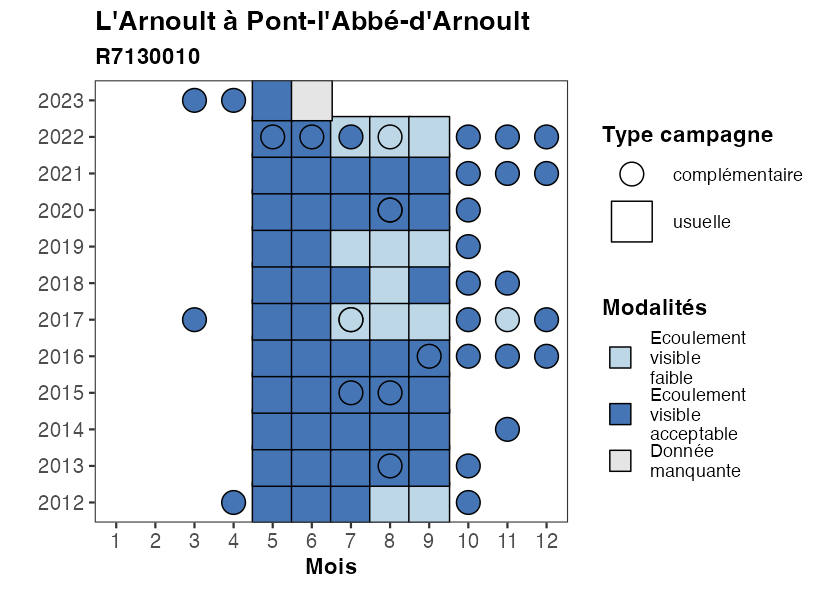 L'Arnoult à Pont-l'Abbé-d'Arnoult
R7130010
2023
2022
2021
2020
2019
2018
2017
2016
2015
2014
2013
2012
1 2 3 4 5 6 7 8 9 10 11 12
Mois
Type campagne
complémentaire
usuelle
Modalités
Ecoulement
visible
faible
Ecoulement
visible
acceptable
Donnée
manquante